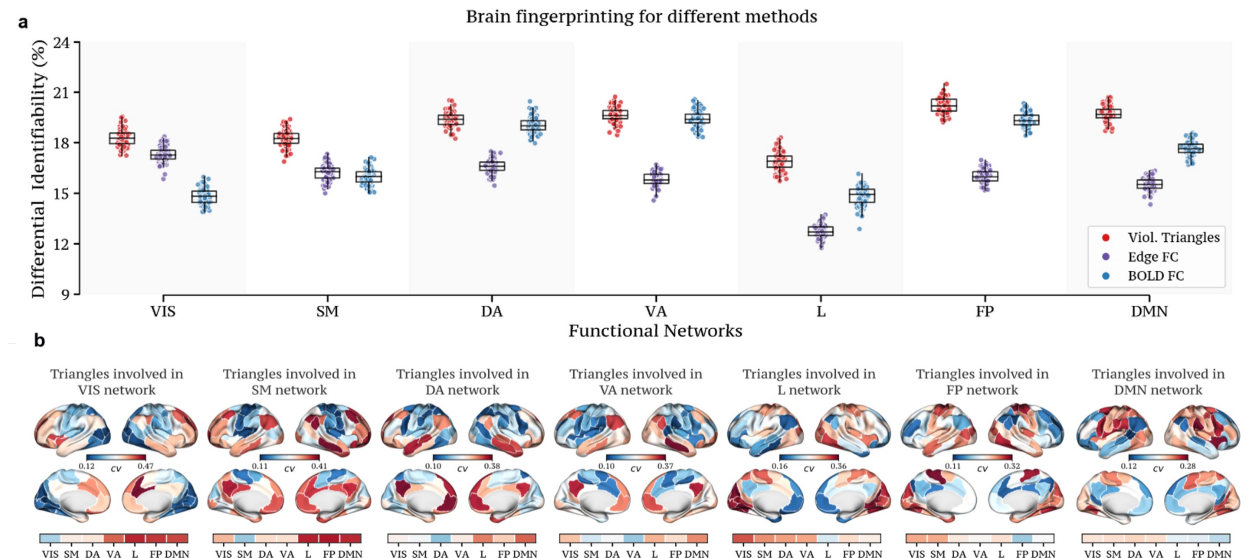 a
Brain fingerprinting for different methods
Differential Identifiability (%)
24
21
18
15
12
9
Viol. Triangles
Edge FC
BOLD FC
VIS SM DA VA L FP DMN
Functional Networks
b
Triangles involved in
VIS network
Triangles involved in
SM network
Triangles involved in
DA network
Triangles involved in
VA network
Triangles involved in
L network
Triangles involved in
FP network
Triangles involved in
DMN network
0.12 cv 0.47
0.11 cv 0.41
0.10 cv 0.38
0.10 cv 0.37
0.16 cv 0.36
0.11 cv 0.32
0.12 cv 0.28
VIS SM DA VA L FP DMN
VIS SM DA VA L FP DMN
VIS SM DA VA L FP DMN
VIS SM DA VA L FP DMN
VIS SM DA VA L FP DMN
VIS SM DA VA L FP DMN
VIS SM DA VA L FP DMN